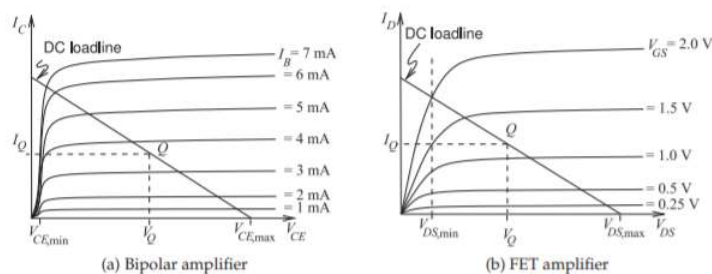 I_C
DC loadline
I_B = 7 mA
= 6 mA
= 5 mA
= 4 mA
= 3 mA
= 2 mA
= 1 mA
I_Q
Q
V_CE,min
V_Q
V_CE,max
V_CE
(a) Bipolar amplifier
I_D
DC loadline
V_GS = 2.0 V
= 1.5 V
= 1.0 V
= 0.5 V
= 0.25 V
I_Q
Q
V_DS,min
V_Q
V_DS,max
V_DS
(b) FET amplifier